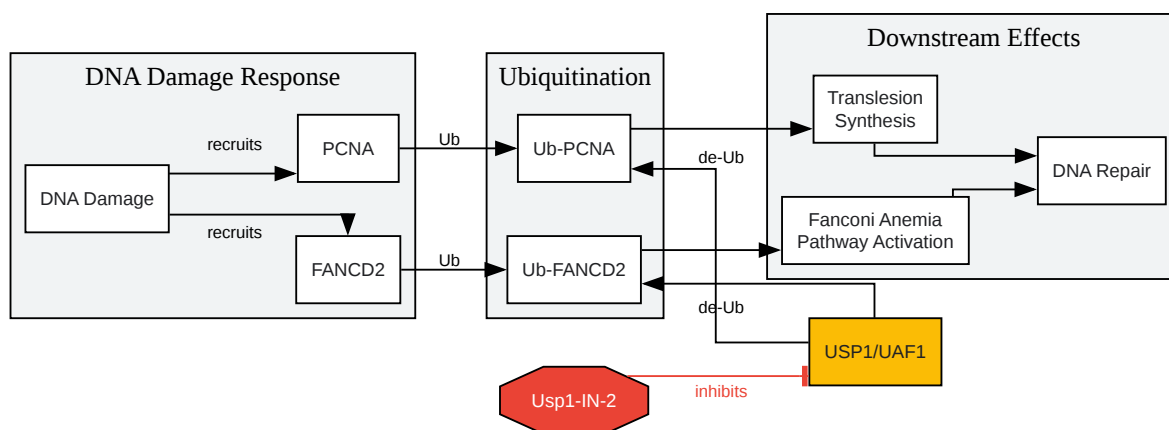 Downstream Effects
DNA Damage Response
Ubiquitination
Translesion
Synthesis
recruits
PCNA
Ub
Ub-PCNA
de-Ub
DNA Repair
DNA Damage
recruits
Fanconi Anemia
Pathway Activation
FANCD2
Ub
Ub-FANCD2
de-Ub
USP1/UAF1
Usp1-IN-2
inhibits